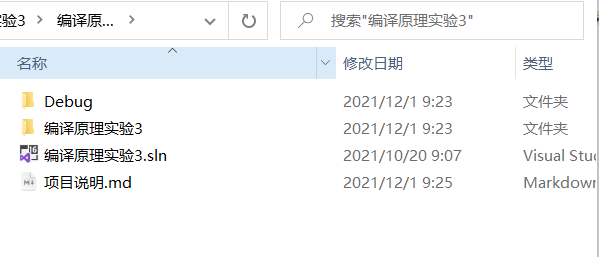 实验3 编译原... 搜索"编译原理实验3"
名称 修改日期 类型
Debug 2021/12/1 9:23 文件夹
编译原理实验3 2021/12/1 9:23 文件夹
编译原理实验3.sln 2021/10/20 9:07 Visual Stu
项目说明.md 2021/12/1 9:25 Markdown